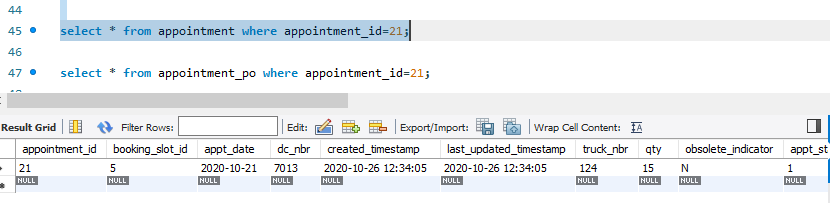 44
45 select * from appointment where appointment_id=21;
46
47 select * from appointment_po where appointment_id=21;
Result Grid Filter Rows: Edit: Export/Import: Wrap Cell Content: IA
appointment_id booking_slot_id appt_date dc_nbr created_timestamp last_updated_timestamp truck_nbr qty obsolete_indicator appt_st
21 5 2020-10-21 7013 2020-10-26 12:34:05 2020-10-26 12:34:05 124 15 N 1
NULL NULL NULL NULL NULL NULL NULL NULL NULL NULL